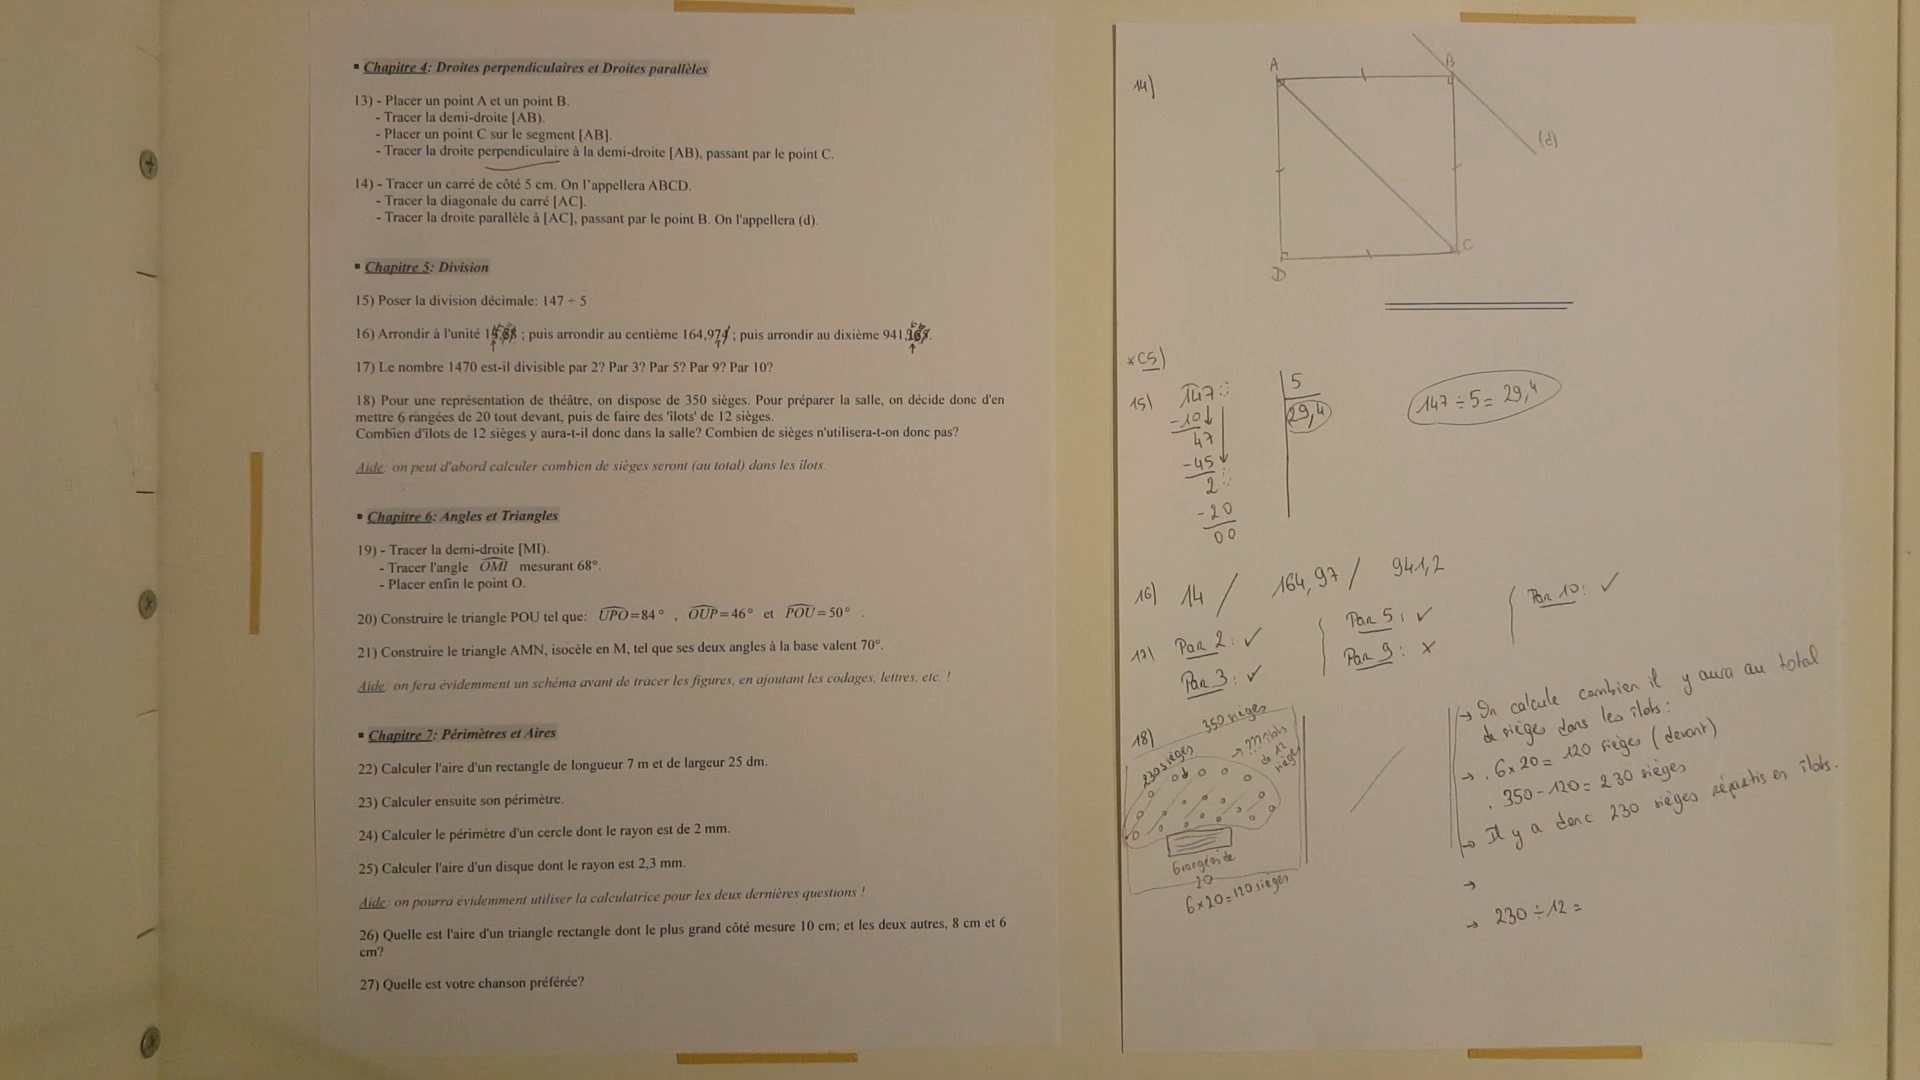 ▪ Chapitre 4: Droites perpendiculaires et Droites parallèles
13) - Placer un point A et un point B.
- Tracer la demi-droite [AB).
- Placer un point C sur le segment [AB].
- Tracer la droite perpendiculaire à la demi-droite [AB), passant par le point C.
14) - Tracer un carré de côté 5 cm. On l'appellera ABCD.
- Tracer la diagonale du carré [AC].
- Tracer la droite parallèle à [AC], passant par le point B. On l'appellera (d).
▪ Chapitre 5: Division
15) Poser la division décimale: 147 ÷ 5
16) Arrondir à l'unité ; puis arrondir au centième 164,974 ; puis arrondir au dixième
17) Le nombre 1470 est-il divisible par 2? Par 3? Par 5? Par 9? Par 10?
18) Pour une représentation de théâtre, on dispose de 350 sièges. Pour préparer la salle, on décide donc d'en
mettre 6 rangées de 20 tout devant, puis de faire des 'îlots' de 12 sièges.
Combien d'îlots de 12 sièges y aura-t-il donc dans la salle? Combien de sièges n'utilisera-t-on donc pas?
Aide: on peut d'abord calculer combien de sièges seront (au total) dans les îlots.
▪ Chapitre 6: Angles et Triangles
19) - Tracer la demi-droite [MI).
- Tracer l'angle OMI mesurant 68°.
- Placer enfin le point O.
20) Construire le triangle POU tel que: UPO=84° , OUP=46° et POU=50° .
21) Construire le triangle AMN, isocèle en M, tel que ses deux angles à la base valent 70°.
Aide: on fera évidemment un schéma avant de tracer les figures, en ajoutant les codages, lettres, etc. !
▪ Chapitre 7: Périmètres et Aires
22) Calculer l'aire d'un rectangle de longueur 7 m et de largeur 25 dm.
23) Calculer ensuite son périmètre.
24) Calculer le périmètre d'un cercle dont le rayon est de 2 mm.
25) Calculer l'aire d'un disque dont le rayon est 2,3 mm.
Aide: on pourra évidemment utiliser la calculatrice pour les deux dernières questions !
26) Quelle est l'aire d'un triangle rectangle dont le plus grand côté mesure 10 cm; et les deux autres, 8 cm et 6
cm?
27) Quelle est votre chanson préférée?
14)
A
B
(d)
C
D
*C5)
15)
147
5
-10
29,4
47
-45
2
-20
00
147 ÷ 5 = 29,4
16) 14 / 164,97 / 941,2
17) Par 2: ✓
Par 3: ✓
Par 5: ✓
Par 9: x
Par 10: ✓
18)
350 sièges
230 sièges
→ ??? îlots
de 12
sièges
6 rangées de
20
6×20=120 sièges
→ On calcule combien il y aura au total
de sièges dans les îlots:
→ . 6×20 = 120 sièges (devant)
. 350-120 = 230 sièges
→ Il y a donc 230 sièges répartis en îlots.
→
→ 230 ÷ 12 =